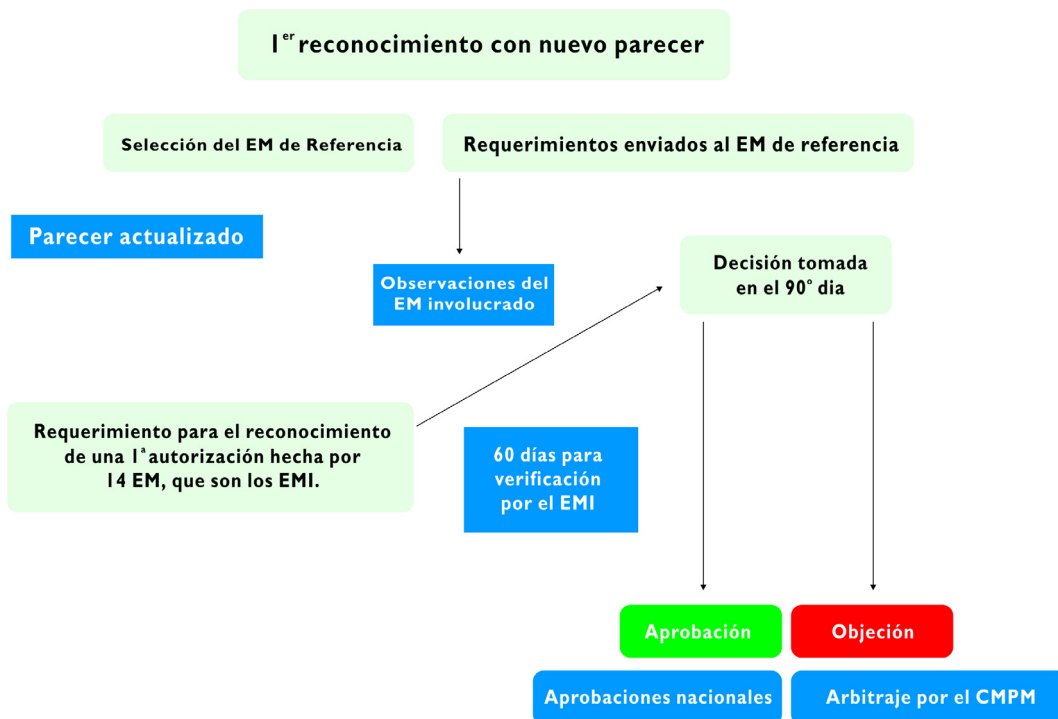 1er reconocimiento con nuevo parecer
Selección del EM de Referencia
Requerimientos enviados al EM de referencia
Parecer actualizado
Observaciones del
EM involucrado
Decisión tomada
en el 90° dia
Requerimiento para el reconocimiento
de una 1ª autorización hecha por
14 EM, que son los EMI.
60 días para
verificación
por el EMI
Aprobación
Objeción
Aprobaciones nacionales
Arbitraje por el CMPM